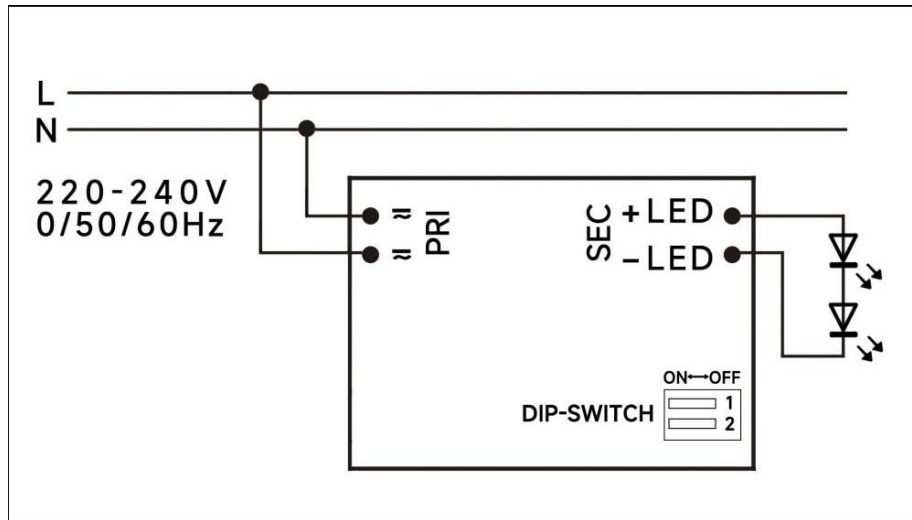 L
N
220-240V
0/50/60Hz
≂ PRI
≂
SEC +LED
-LED
ON↔OFF
DIP-SWITCH
1
2